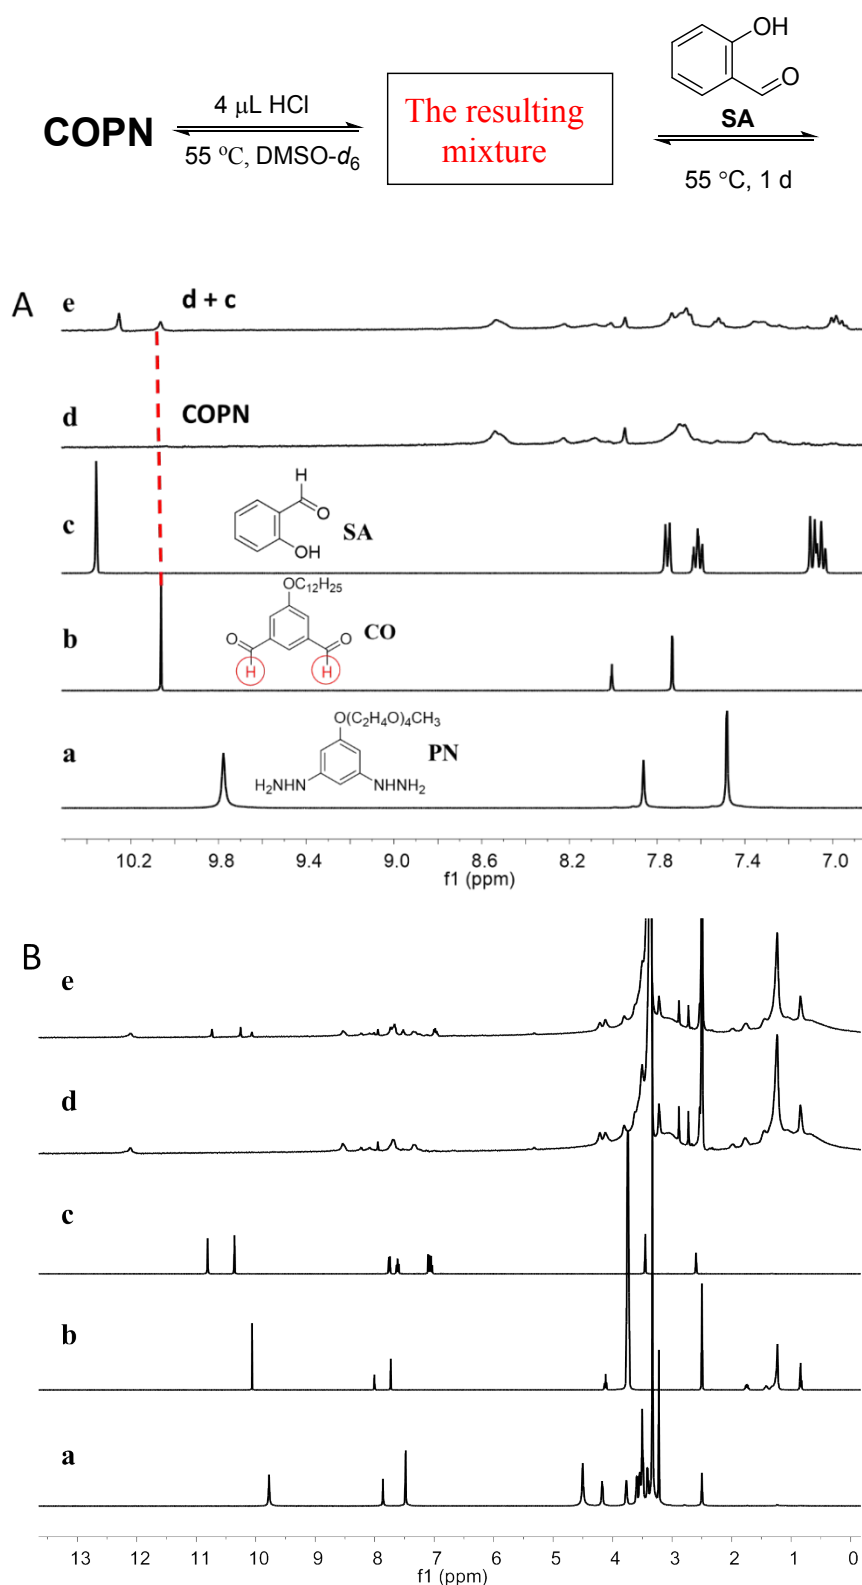 OH
O
SA
COPN
4 μL HCl
55 °C, DMSO-d6
The resulting
mixture
55 °C, 1 d
A
e
d + c
d
COPN
c
H
O
OH
SA
b
OC12H25
O
O
CO
H
H
a
O(C2H4O)4CH3
PN
H2NHN
NHNH2
10.2 9.8 9.4 9.0 8.6 8.2 7.8 7.4 7.0
f1 (ppm)
B
e
d
c
b
a
13 12 11 10 9 8 7 6 5 4 3 2 1 0
f1 (ppm)